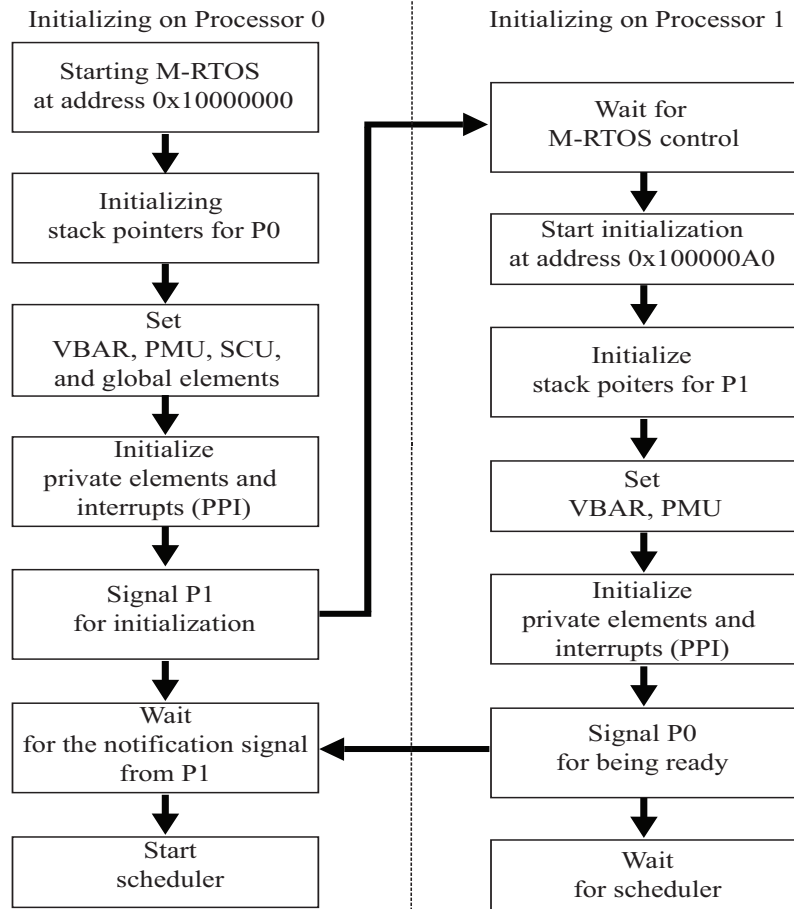 Initializing on Processor 0
Starting M-RTOS
at address 0x10000000
Initializing
stack pointers for P0
Set
VBAR, PMU, SCU,
and global elements
Initialize
private elements and
interrupts (PPI)
Signal P1
for initialization
Wait
for the notification signal
from P1
Start
scheduler
Initializing on Processor 1
Wait for
M-RTOS control
Start initialization
at address 0x100000A0
Initialize
stack poiters for P1
Set
VBAR, PMU
Initialize
private elements and
interrupts (PPI)
Signal P0
for being ready
Wait
for scheduler